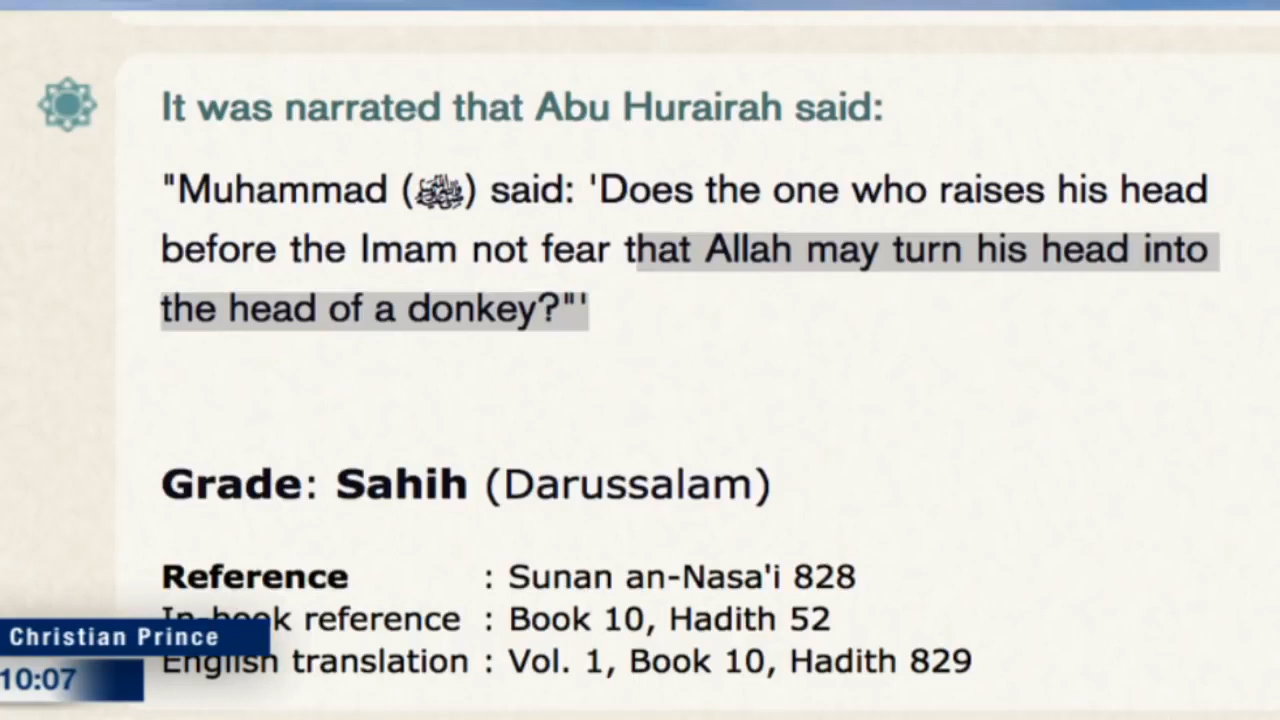 It was narrated that Abu Hurairah said:
"Muhammad (ﷺ) said: 'Does the one who raises his head
before the Imam not fear that Allah may turn his head into
the head of a donkey?"'
Grade: Sahih (Darussalam)
Reference : Sunan an-Nasa'i 828
In-book reference : Book 10, Hadith 52
Christian Prince
English translation : Vol. 1, Book 10, Hadith 829
10:07